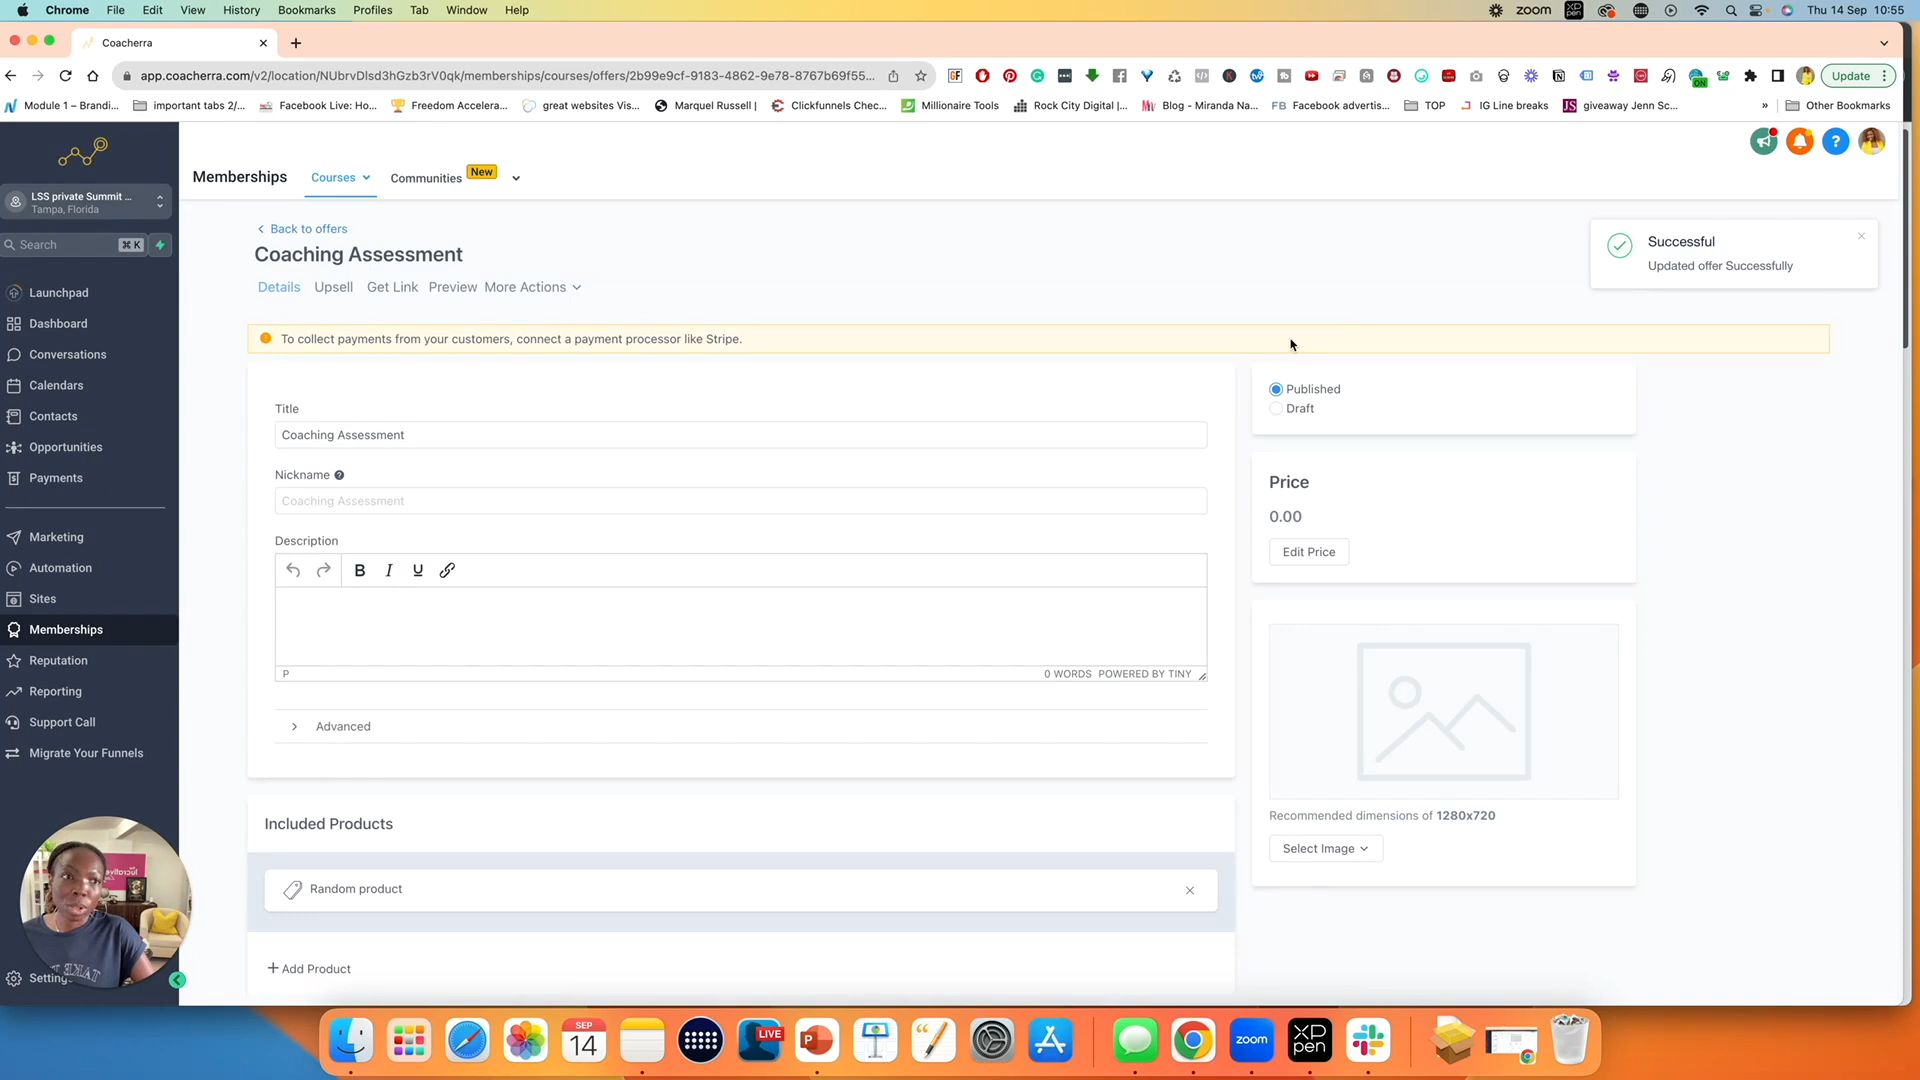 Chrome File Edit View History Bookmarks Profiles Tab Window Help
zoom XP PEN Thu 14 Sep 10:55
Coacherra
app.coacherra.com/v2/location/NUbrvDlsd3hGzb3rV0qk/memberships/courses/offers/2b99e9cf-9183-4862-9e78-8767b69f55...
Update
Module 1 – Brandi... important tabs 2/... Facebook Live: Ho... Freedom Accelera... great websites Vis... Marquel Russell | Clickfunnels Chec... Millionaire Tools Rock City Digital |... Blog - Miranda Na... FB Facebook advertis... TOP IG Line breaks JS giveaway Jenn Sc... » Other Bookmarks
LSS private Summit ...
Tampa, Florida
Search ⌘ K
Launchpad
Dashboard
Conversations
Calendars
Contacts
Opportunities
Payments
Marketing
Automation
Sites
Memberships
Reputation
Reporting
Support Call
Migrate Your Funnels
Settings
Memberships Courses Communities New
Back to offers
Coaching Assessment
Details Upsell Get Link Preview More Actions
Successful
Updated offer Successfully
To collect payments from your customers, connect a payment processor like Stripe.
Title
Coaching Assessment
Nickname
Coaching Assessment
Description
B I U
P 0 WORDS POWERED BY TINY
Advanced
Included Products
Random product
+ Add Product
Published
Draft
Price
0.00
Edit Price
Recommended dimensions of 1280x720
Select Image
SEP
14
LIVE
P
zoom
XP
PEN